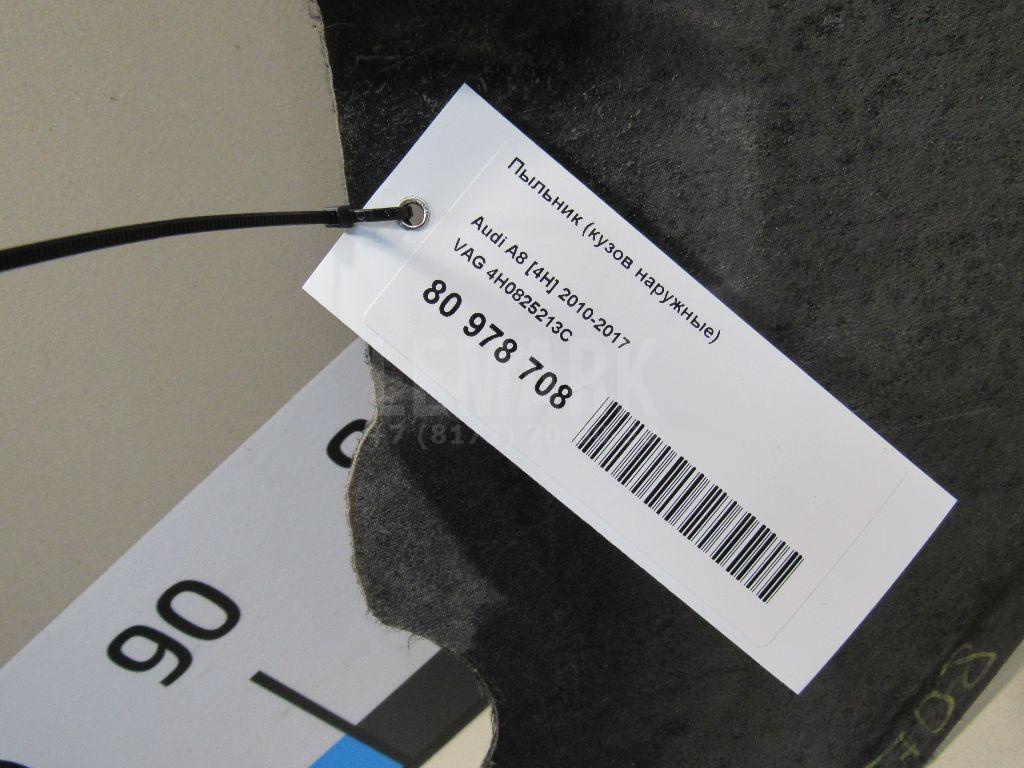 Пыльник (кузов наружные)
Audi A8 [4H] 2010-2017
VAG 4H0825213C
80 978 708
90